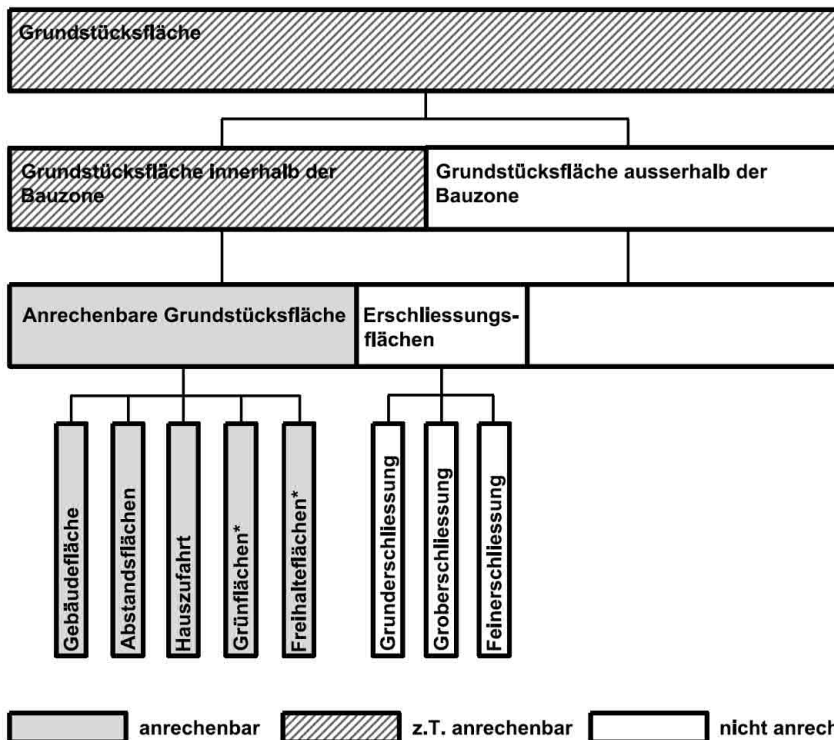 Grundstücksfläche
Grundstücksfläche innerhalb der
Bauzone
Grundstücksfläche ausserhalb der
Bauzone
Anrechenbare Grundstücksfläche
Erschliessungs-
flächen
Gebäudefläche
Abstandsflächen
Hauszufahrt
Grünflächen*
Freihalteflächen*
Grunderschliessung
Groberschliessung
Feinerschliessung
anrechenbar
z.T. anrechenbar
nicht anrech